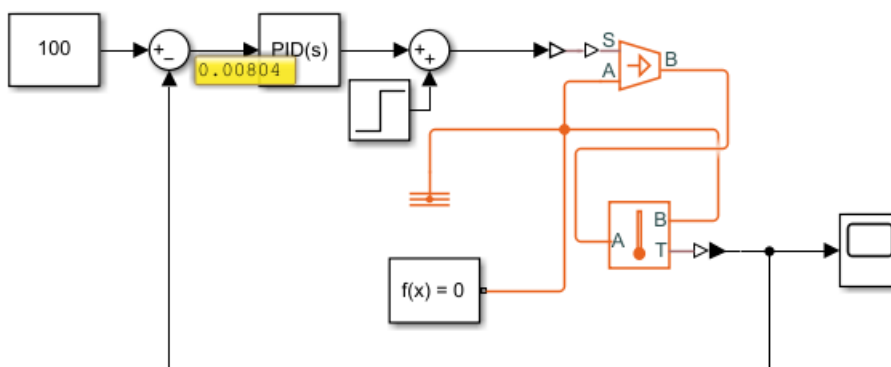 100
+
−
PID(s)
0.00804
+
+
S
A
B
A
B
T
f(x) = 0